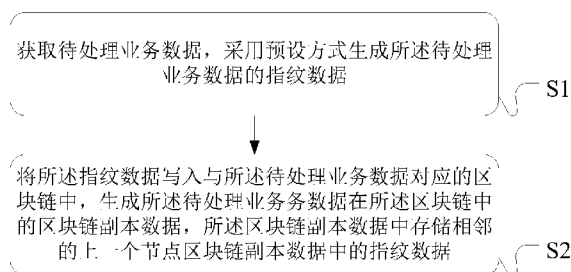 获取待处理业务数据，采用预设方式生成所述待处理
业务数据的指纹数据
S1
将所述指纹数据写入与所述待处理业务数据对应的区
块链中，生成所述待处理业务务数据在所述区块链中
的区块链副本数据，所述区块链副本数据中存储相邻
的上一个节点区块链副本数据中的指纹数据
S2